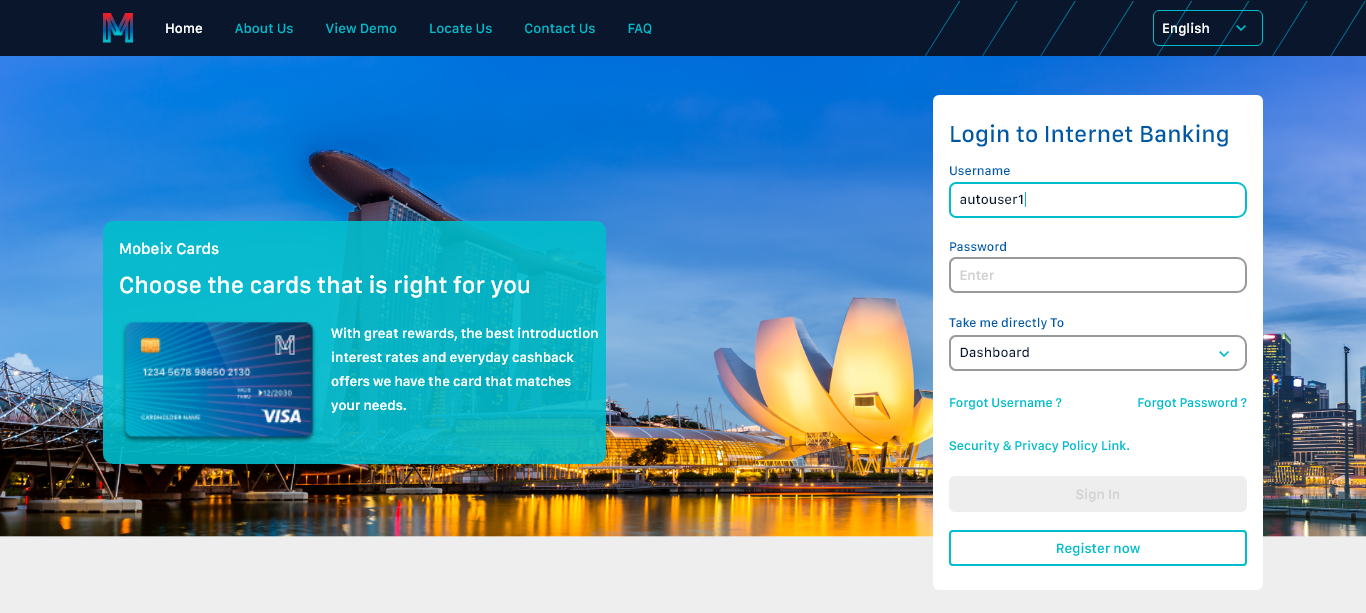 M
Home
About Us
View Demo
Locate Us
Contact Us
FAQ
English
Login to Internet Banking
Username
autouser1
Password
Enter
Take me directly To
Dashboard
Forgot Username ?
Forgot Password ?
Security & Privacy Policy Link.
Sign In
Register now
Mobeix Cards
Choose the cards that is right for you
With great rewards, the best introduction
interest rates and everyday cashback
offers we have the card that matches
your needs.
M
1234 5678 98650 2130
VALID
THRU
12/2030
CARDHOLDER NAME
VISA